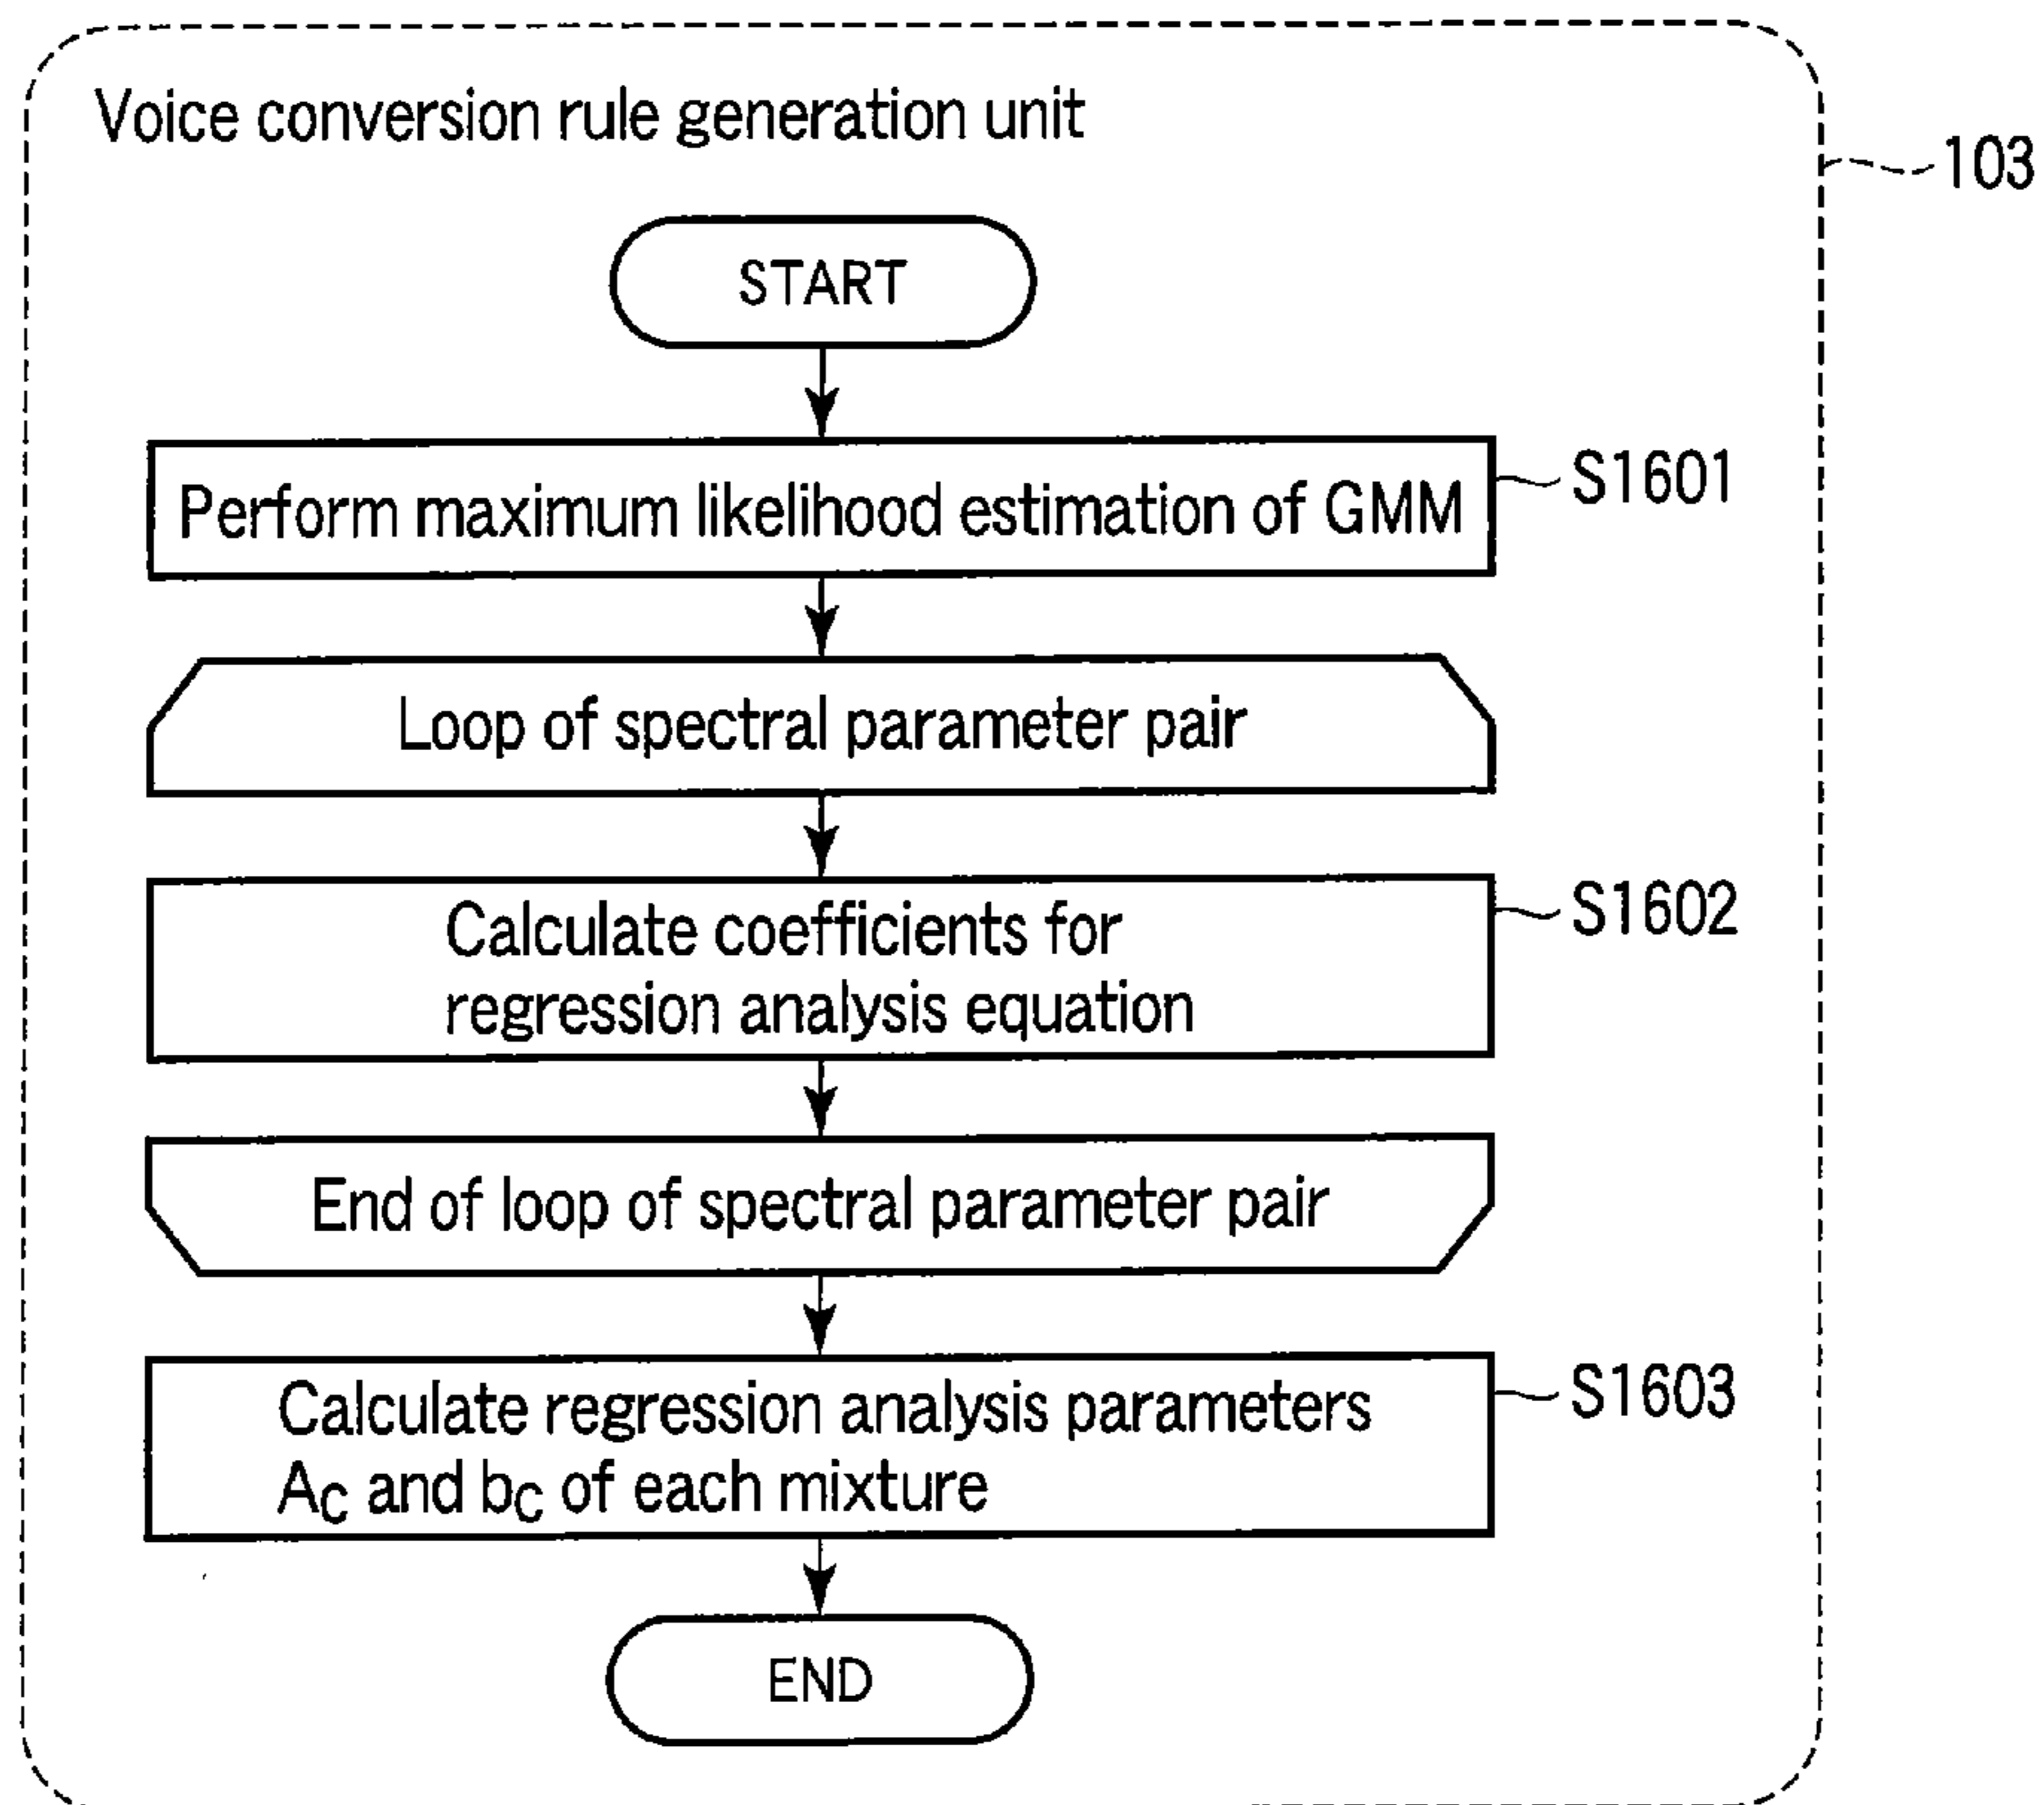 Voice conversion rule generation unit
103
START
Perform maximum likelihood estimation of GMM
S1601
Loop of spectral parameter pair
Calculate coefficients for
regression analysis equation
S1602
End of loop of spectral parameter pair
Calculate regression analysis parameters
Ac and bc of each mixture
S1603
END